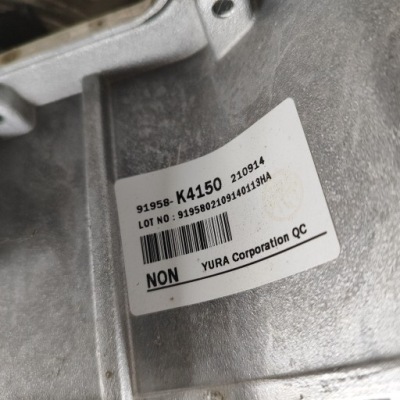 91958-K4150 210914
LOT NO : 9195802109140113HA
NON YURA Corporation QC